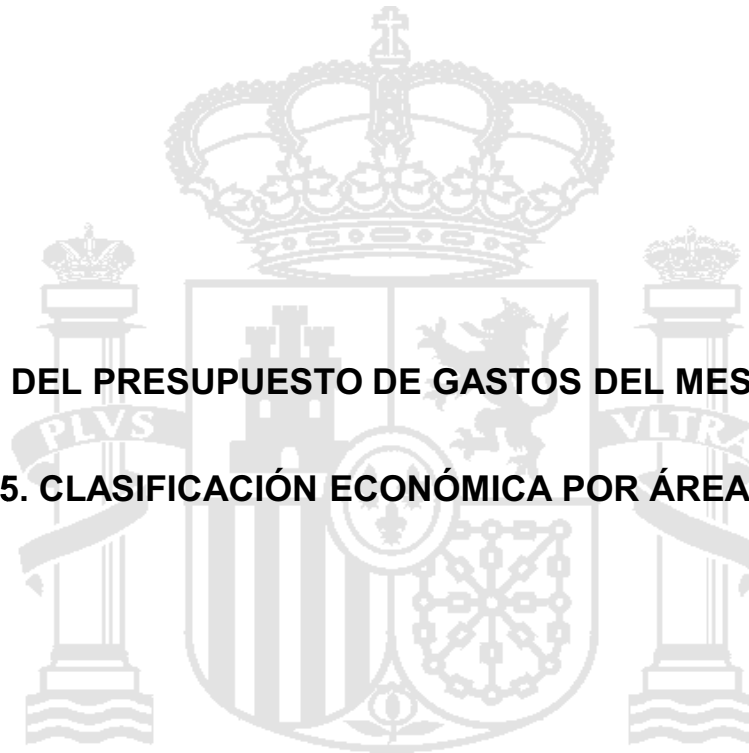 DEL PRESUPUESTO DE GASTOS DEL MES
PLVS VLTRA
5. CLASIFICACIÓN ECONÓMICA POR ÁREA